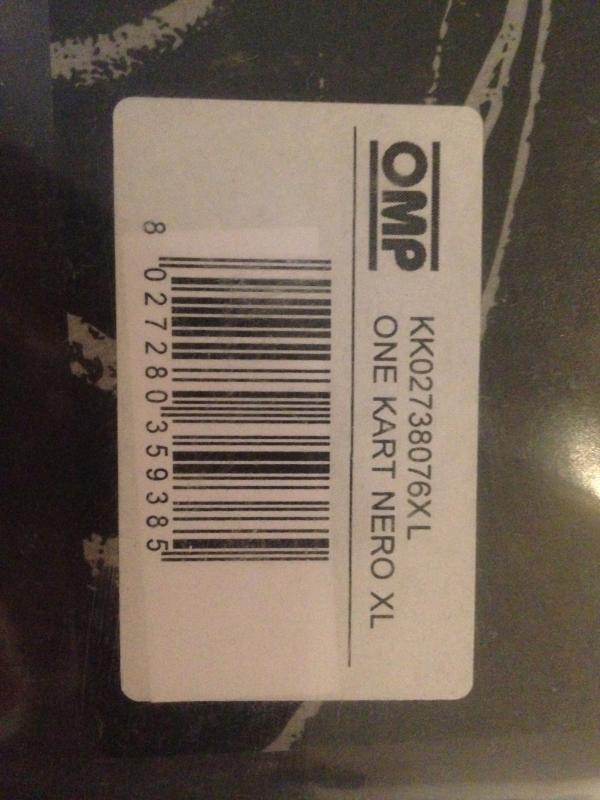 OMP
KK02738076XL
ONE KART NERO XL
8 027280 359385